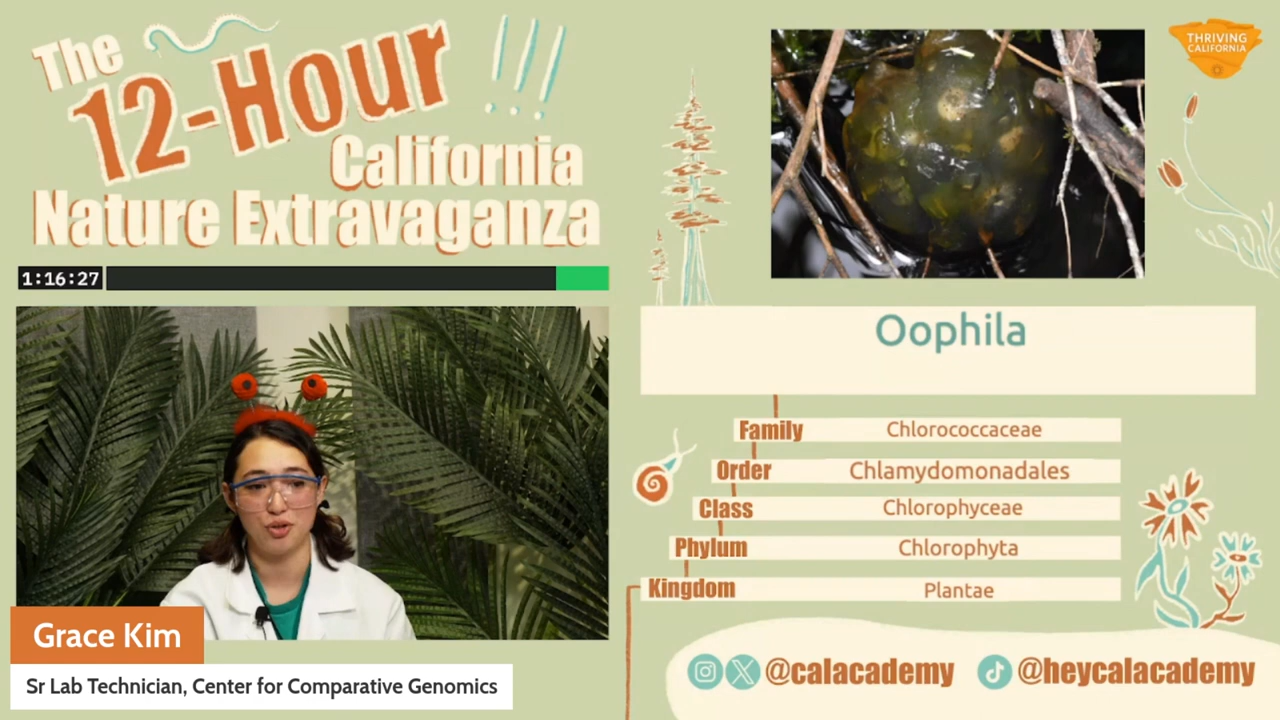 The
12-Hour
!!!
California
Nature Extravaganza
THRIVING
CALIFORNIA
1:16:27
Oophila
Family Chlorococcaceae
Order Chlamydomonadales
Class Chlorophyceae
Phylum Chlorophyta
Kingdom Plantae
Grace Kim
Sr Lab Technician, Center for Comparative Genomics
@calacademy @heycalacademy